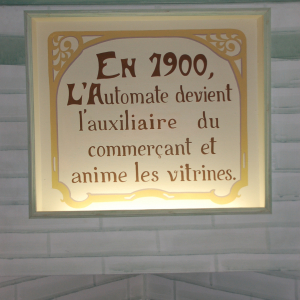 En 1900,
L'Automate devient
l'auxiliaire du
commerçant et
anime les vitrines.